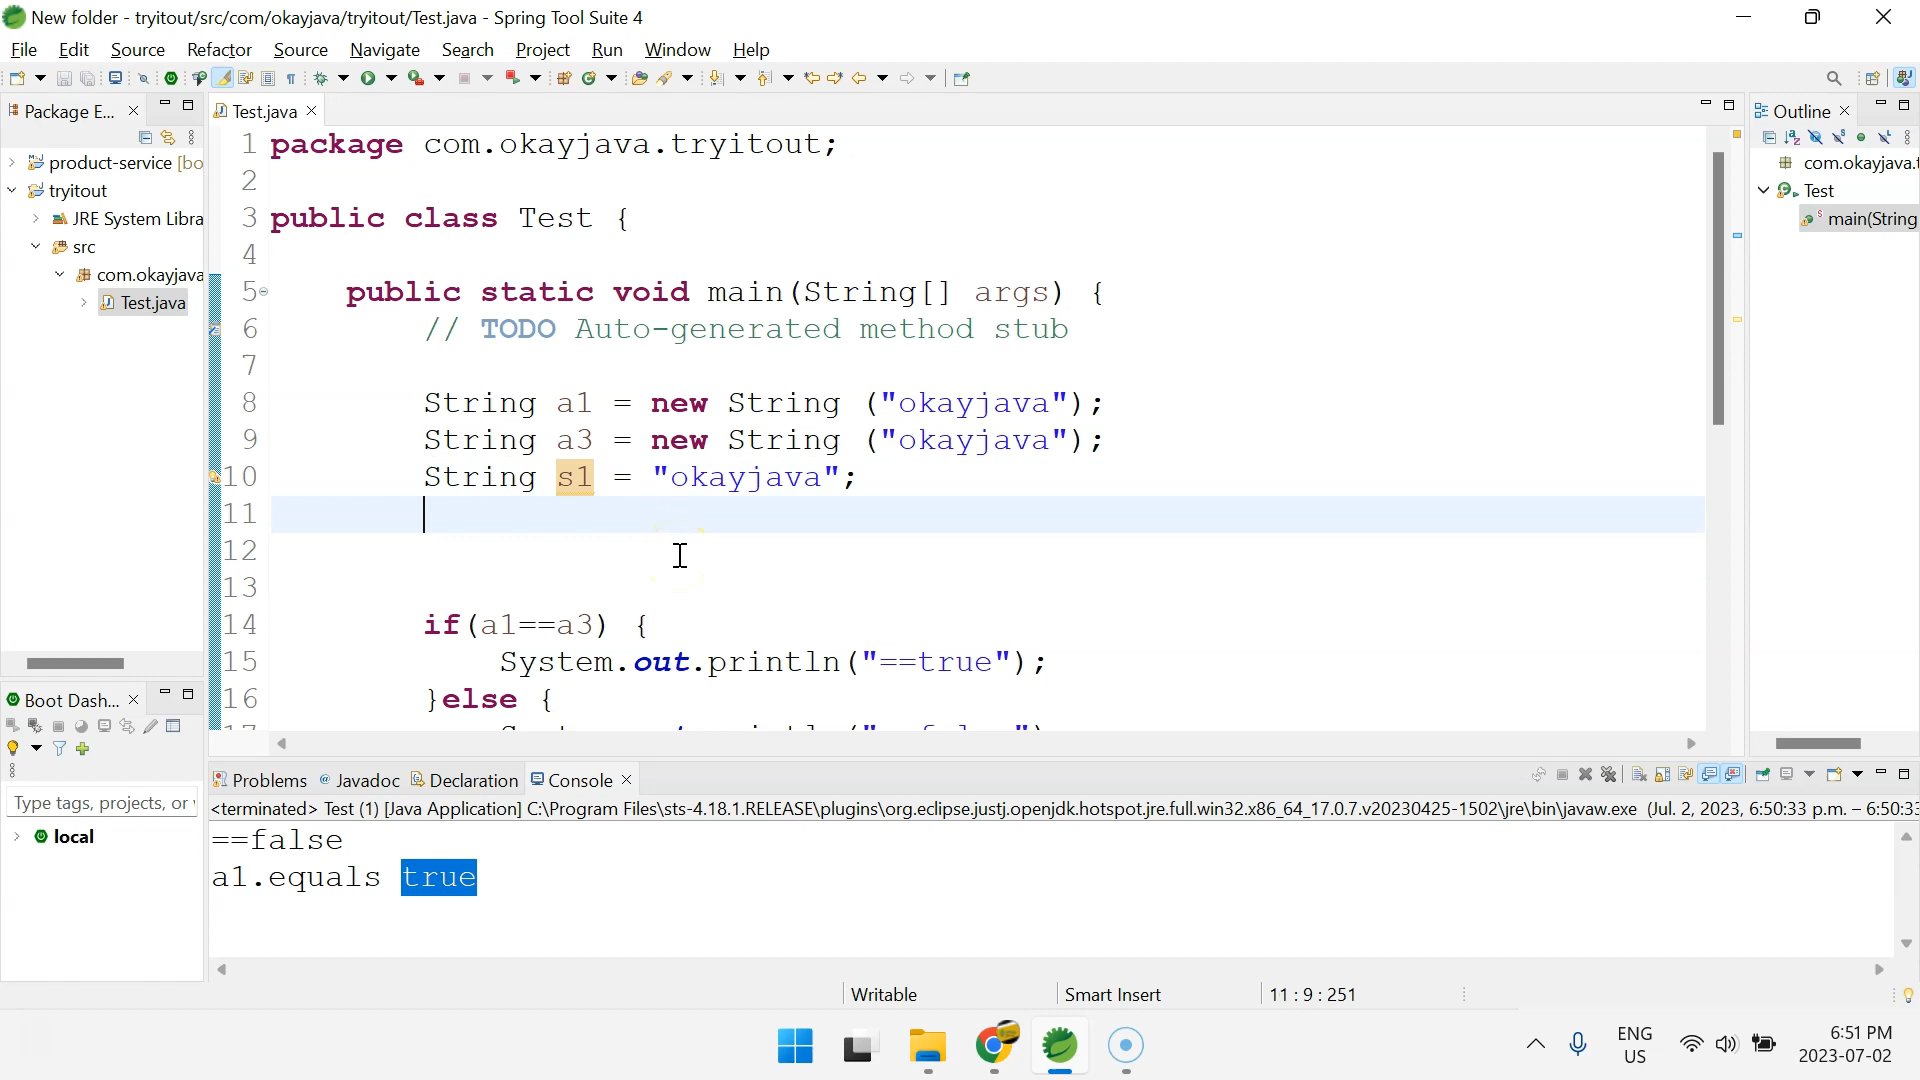 New folder - tryitout/src/com/okayjava/tryitout/Test.java - Spring Tool Suite 4
File Edit Source Refactor Source Navigate Search Project Run Window Help
Package E...
Test.java
Outline
product-service [bo
tryitout
JRE System Libra
src
com.okayjava
Test.java
1 package com.okayjava.tryitout;
2
3 public class Test {
4
5 public static void main(String[] args) {
6 // TODO Auto-generated method stub
7
8 String a1 = new String ("okayjava");
9 String a3 = new String ("okayjava");
10 String s1 = "okayjava";
11
12
13
14 if(a1==a3) {
15 System.out.println("==true");
16 }else {
com.okayjava.t
Test
main(String
Boot Dash...
Type tags, projects, or
local
Problems Javadoc Declaration Console
<terminated> Test (1) [Java Application] C:\Program Files\sts-4.18.1.RELEASE\plugins\org.eclipse.justj.openjdk.hotspot.jre.full.win32.x86_64_17.0.7.v20230425-1502\jre\bin\javaw.exe (Jul. 2, 2023, 6:50:33 p.m. – 6:50:33
==false
a1.equals true
Writable
Smart Insert
11 : 9 : 251
ENG
US
6:51 PM
2023-07-02